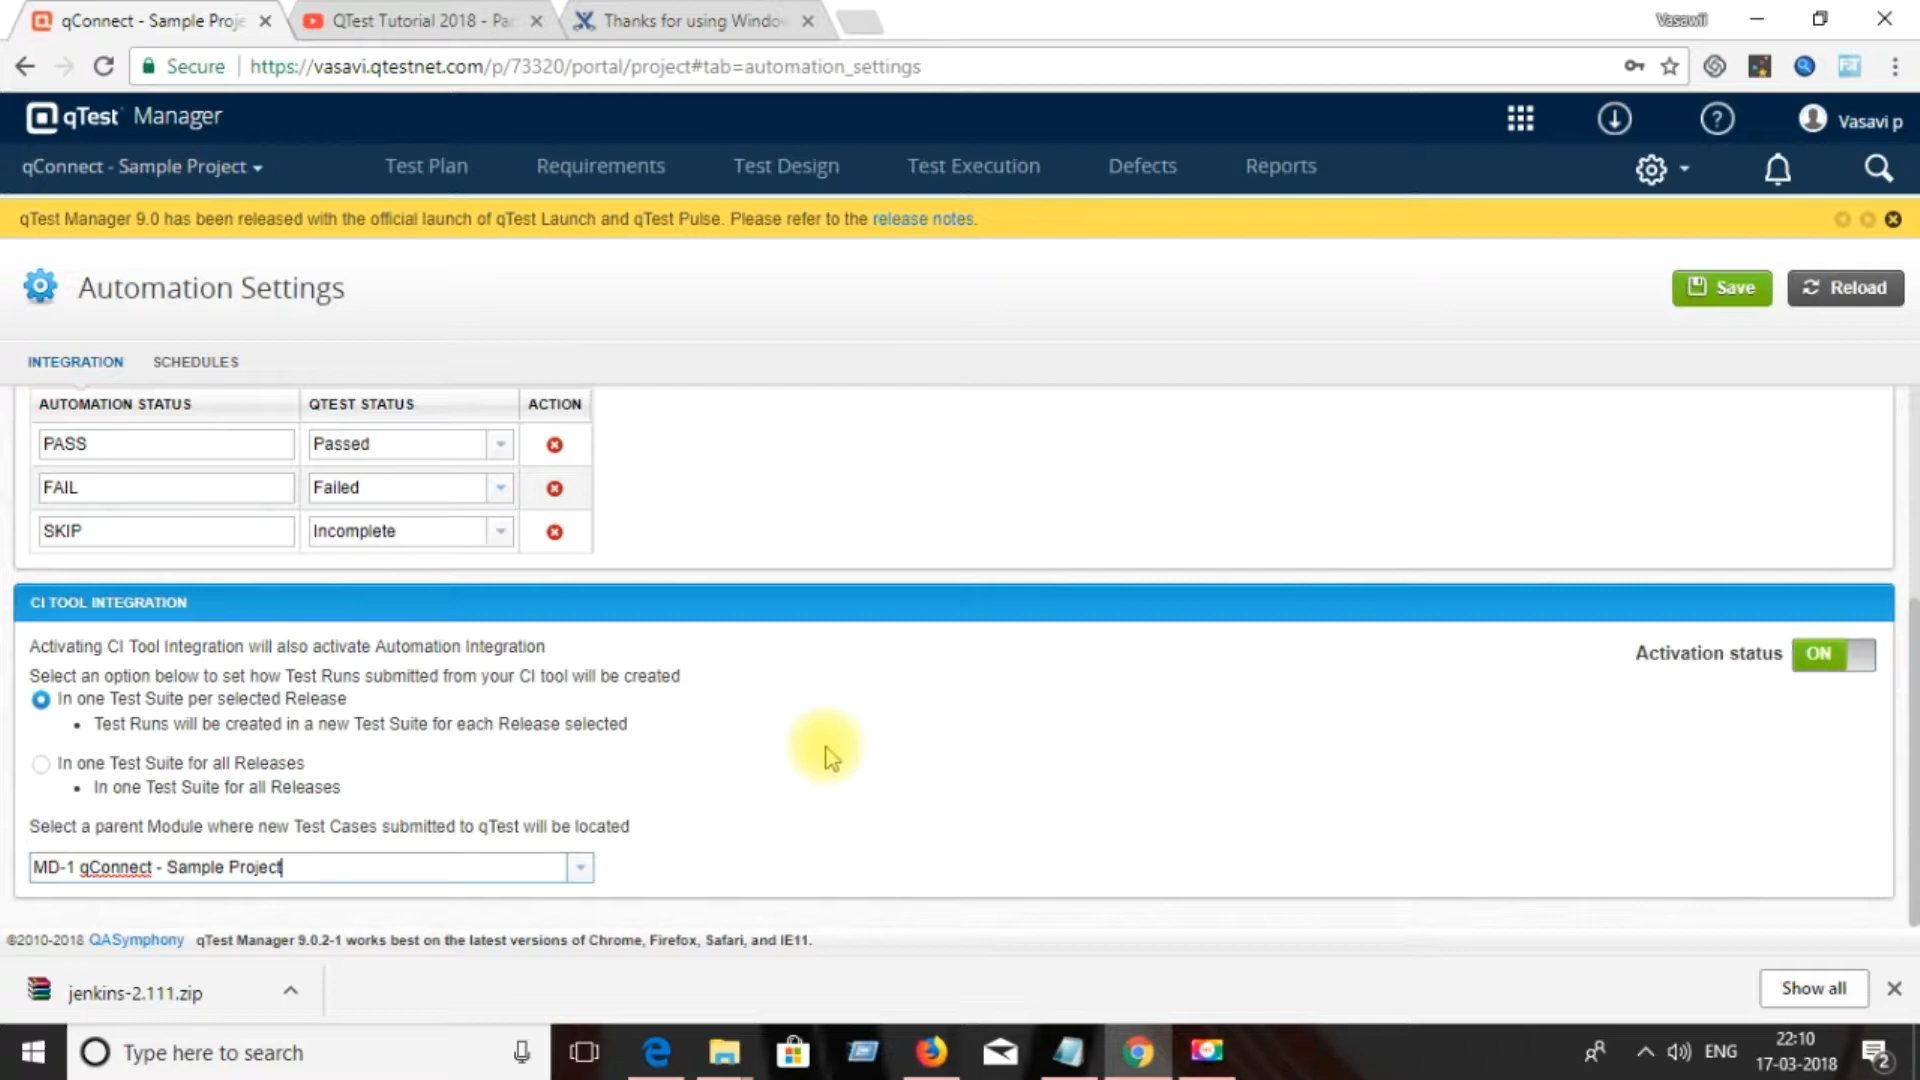 qConnect - Sample Proje
QTest Tutorial 2018 - Pa
Thanks for using Windo
Vasawii
Secure
https://vasavi.qtestnet.com/p/73320/portal/project#tab=automation_settings
qTest Manager
Vasavi p
qConnect - Sample Project
Test Plan
Requirements
Test Design
Test Execution
Defects
Reports
qTest Manager 9.0 has been released with the official launch of qTest Launch and qTest Pulse. Please refer to the release notes.
Automation Settings
Save
Reload
INTEGRATION
SCHEDULES
AUTOMATION STATUS
QTEST STATUS
ACTION
PASS
Passed
FAIL
Failed
SKIP
Incomplete
CI TOOL INTEGRATION
Activating CI Tool Integration will also activate Automation Integration
Activation status
ON
Select an option below to set how Test Runs submitted from your CI tool will be created
In one Test Suite per selected Release
• Test Runs will be created in a new Test Suite for each Release selected
In one Test Suite for all Releases
• In one Test Suite for all Releases
Select a parent Module where new Test Cases submitted to qTest will be located
MD-1 qConnect - Sample Project
©2010-2018 QASymphony qTest Manager 9.0.2-1 works best on the latest versions of Chrome, Firefox, Safari, and IE11.
jenkins-2.111.zip
Show all
Type here to search
ENG
22:10
17-03-2018
2